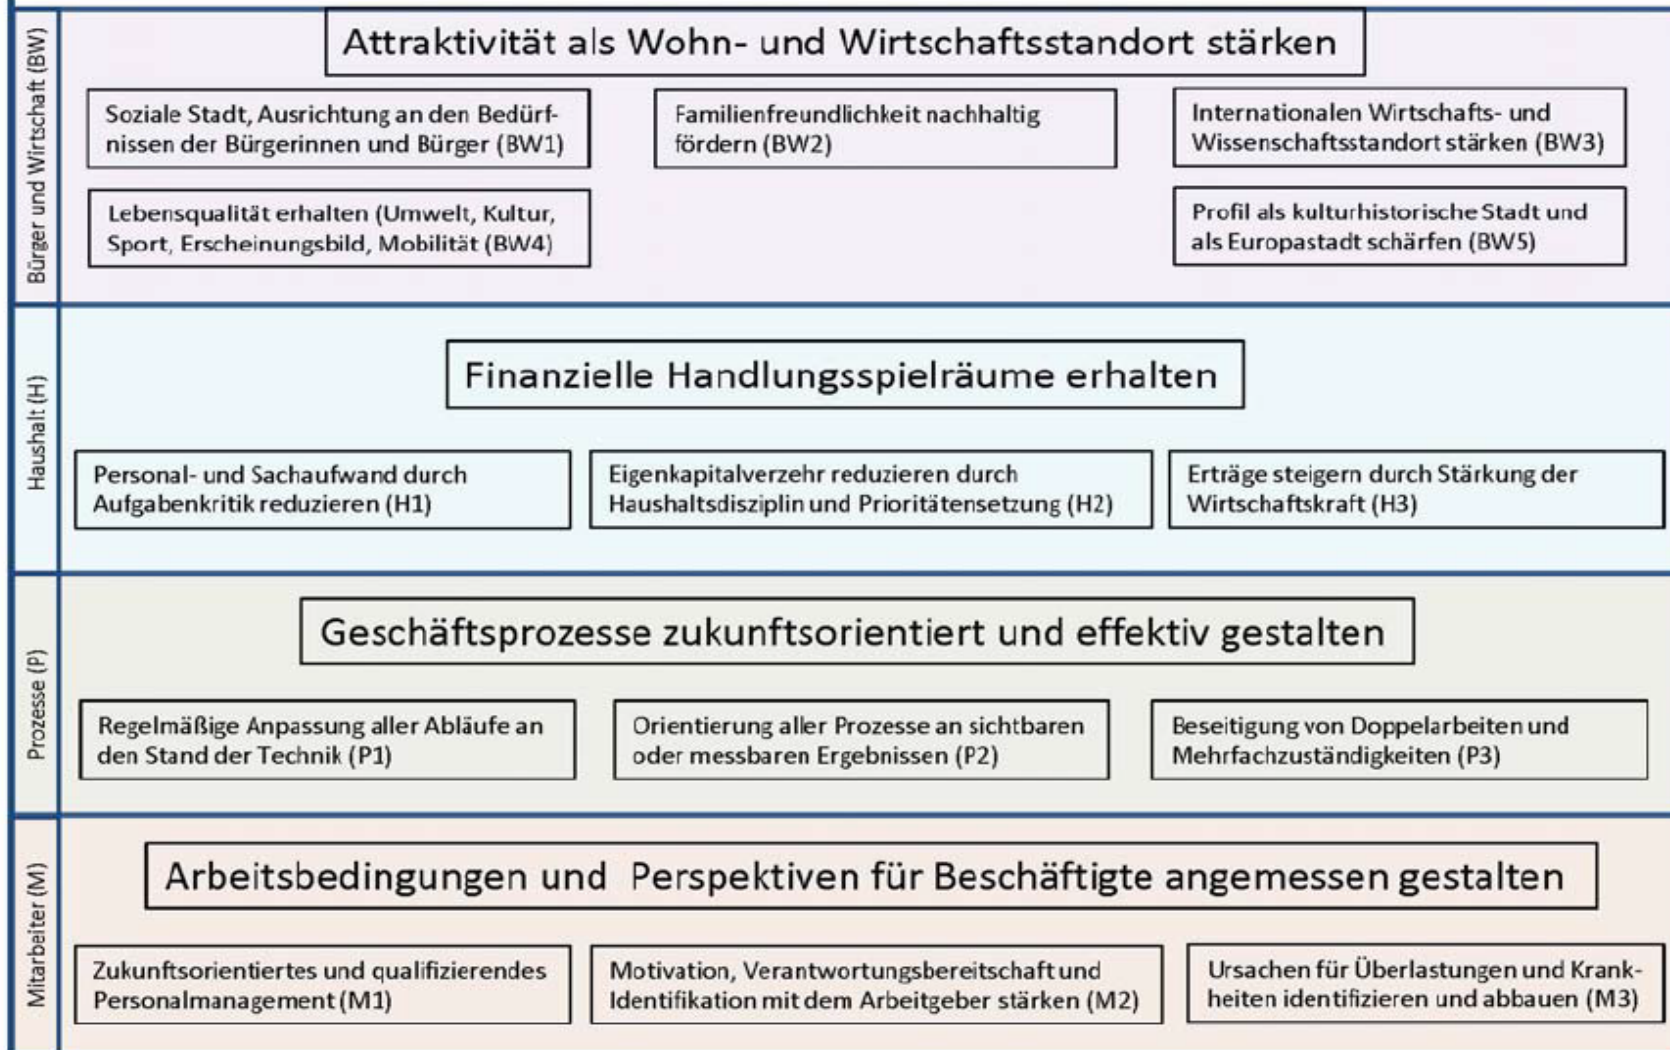 Bürger und Wirtschaft (BW)
Attraktivität als Wohn- und Wirtschaftsstandort stärken
Soziale Stadt, Ausrichtung an den Bedürf-
nissen der Bürgerinnen und Bürger (BW1)
Familienfreundlichkeit nachhaltig
fördern (BW2)
Internationalen Wirtschafts- und
Wissenschaftsstandort stärken (BW3)
Lebensqualität erhalten (Umwelt, Kultur,
Sport, Erscheinungsbild, Mobilität (BW4)
Profil als kulturhistorische Stadt und
als Europastadt schärfen (BW5)
Haushalt (H)
Finanzielle Handlungsspielräume erhalten
Personal- und Sachaufwand durch
Aufgabenkritik reduzieren (H1)
Eigenkapitalverzehr reduzieren durch
Haushaltsdisziplin und Prioritätensetzung (H2)
Erträge steigern durch Stärkung der
Wirtschaftskraft (H3)
Prozesse (P)
Geschäftsprozesse zukunftsorientiert und effektiv gestalten
Regelmäßige Anpassung aller Abläufe an
den Stand der Technik (P1)
Orientierung aller Prozesse an sichtbaren
oder messbaren Ergebnissen (P2)
Beseitigung von Doppelarbeiten und
Mehrfachzuständigkeiten (P3)
Mitarbeiter (M)
Arbeitsbedingungen und Perspektiven für Beschäftigte angemessen gestalten
Zukunftsorientiertes und qualifizierendes
Personalmanagement (M1)
Motivation, Verantwortungsbereitschaft und
Identifikation mit dem Arbeitgeber stärken (M2)
Ursachen für Überlastungen und Krank-
heiten identifizieren und abbauen (M3)